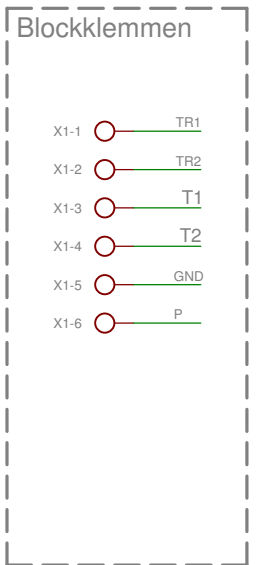 Blockklemmen
X1-1 TR1
X1-2 TR2
X1-3 T1
X1-4 T2
X1-5 GND
X1-6 P